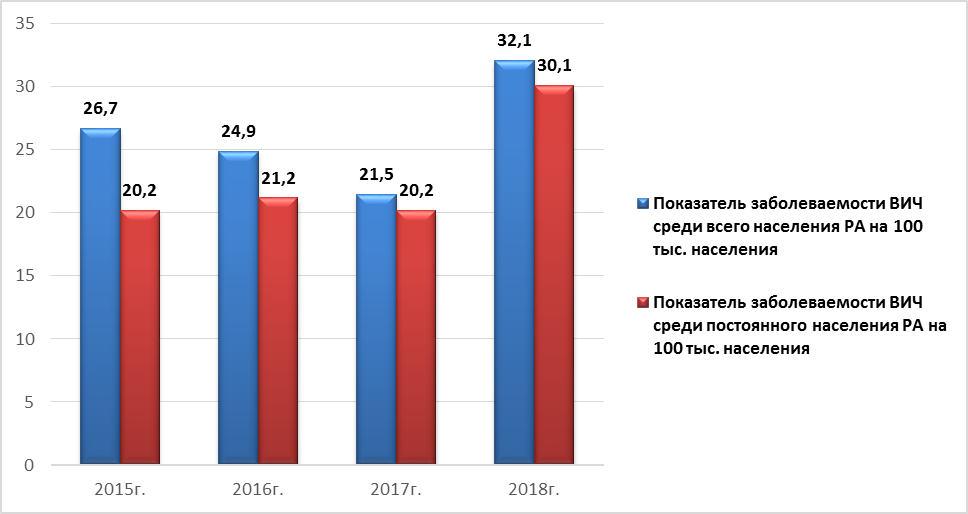 35
30
25
20
15
10
5
0
26,7
20,2
24,9
21,2
21,5
20,2
32,1
30,1
2015г.
2016г.
2017г.
2018г.
Показатель заболеваемости ВИЧ
среди всего населения РА на 100
тыс. населения
Показатель заболеваемости ВИЧ
среди постоянного населения РА на
100 тыс. населения